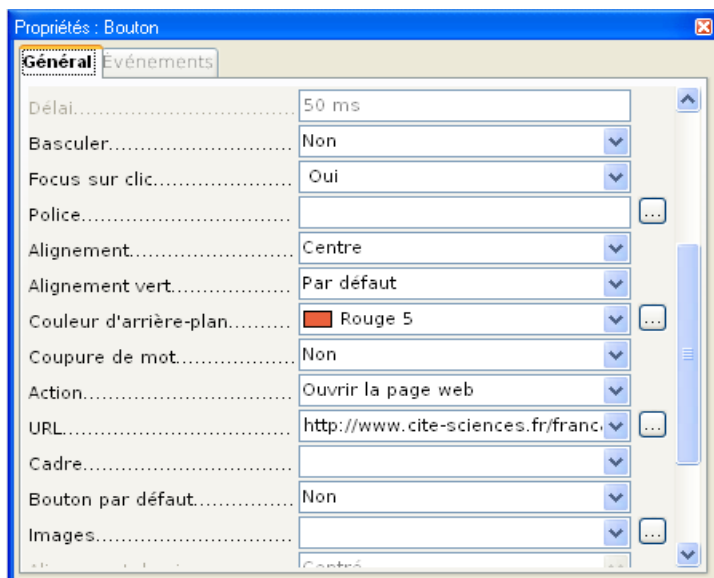 Propriétés : Bouton
Général Événements
Délai................................ 50 ms
Basculer........................... Non
Focus sur clic.................... Oui
Police...............................
Alignement....................... Centre
Alignement vert................. Par défaut
Couleur d'arrière-plan......... Rouge 5 ...
Coupure de mot................. Non
Action............................... Ouvrir la page web
URL.................................. http://www.cite-sciences.fr/franc ...
Cadre...............................
Bouton par défaut.............. Non
Images............................. ...
Centré